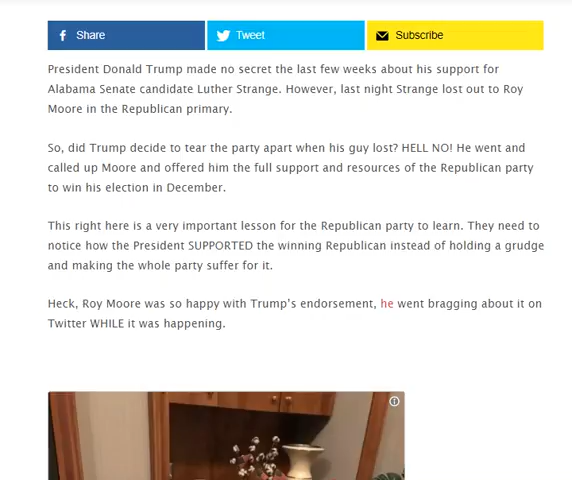 Share
Tweet
Subscribe
President Donald Trump made no secret the last few weeks about his support for
Alabama Senate candidate Luther Strange. However, last night Strange lost out to Roy
Moore in the Republican primary.
So, did Trump decide to tear the party apart when his guy lost? HELL NO! He went and
called up Moore and offered him the full support and resources of the Republican party
to win his election in December.
This right here is a very important lesson for the Republican party to learn. They need to
notice how the President SUPPORTED the winning Republican instead of holding a grudge
and making the whole party suffer for it.
Heck, Roy Moore was so happy with Trump's endorsement, he went bragging about it on
Twitter WHILE it was happening.